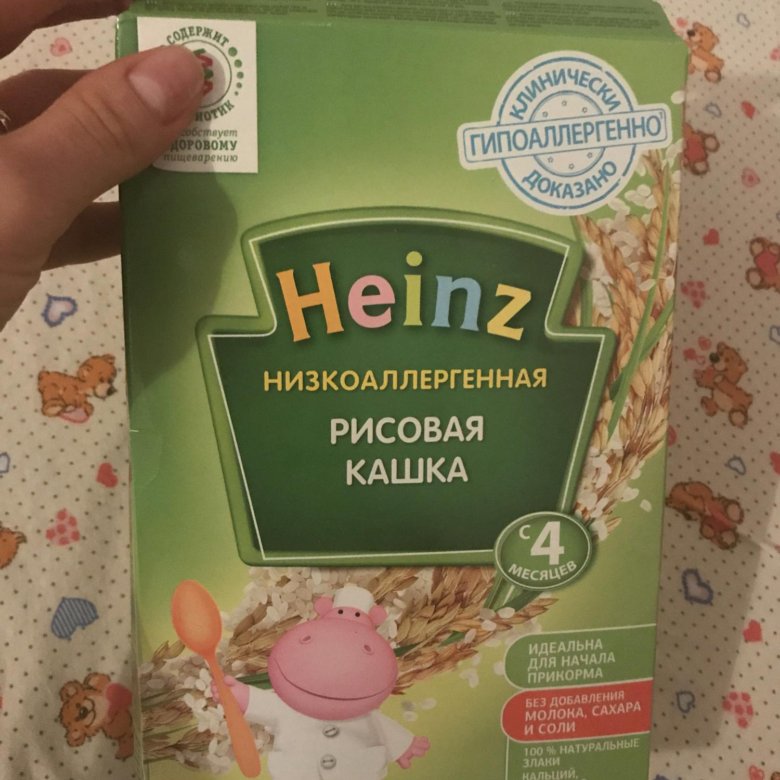 СОДЕРЖИТ
ЗДОРОВОМУ
пищеварению
КЛИНИЧЕСКИ
ГИПОАЛЛЕРГЕННО
ДОКАЗАНО
Heinz
НИЗКОАЛЛЕРГЕННАЯ
РИСОВАЯ
КАШКА
С 4
МЕСЯЦЕВ
ИДЕАЛЬНА
ДЛЯ НАЧАЛА
ПРИКОРМА
БЕЗ ДОБАВЛЕНИЯ
МОЛОКА, САХАРА
И СОЛИ
100 % НАТУРАЛЬНЫЕ
ЗЛАКИ
КАЛЬЦИЙ,